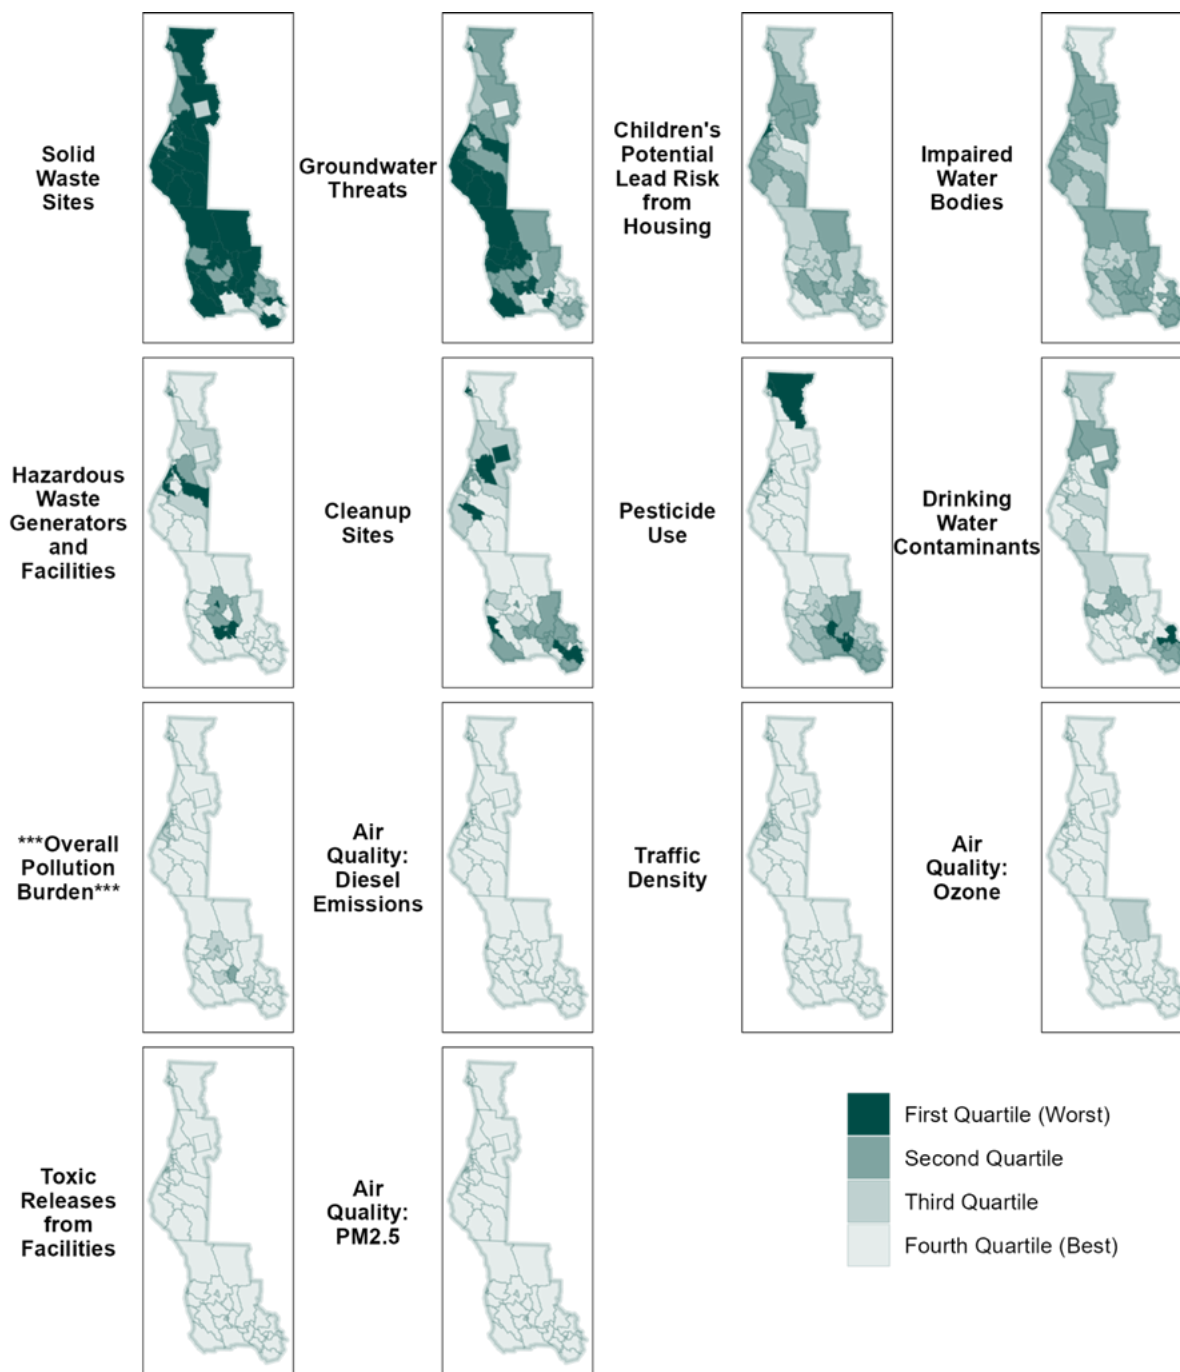 Solid
Waste
Sites
Groundwater
Threats
Children's
Potential
Lead Risk
from
Housing
Impaired
Water
Bodies
Hazardous
Waste
Generators
and
Facilities
Cleanup
Sites
Pesticide
Use
Drinking
Water
Contaminants
***Overall
Pollution
Burden***
Air
Quality:
Diesel
Emissions
Traffic
Density
Air
Quality:
Ozone
Toxic
Releases
from
Facilities
Air
Quality:
PM2.5
First Quartile (Worst)
Second Quartile
Third Quartile
Fourth Quartile (Best)